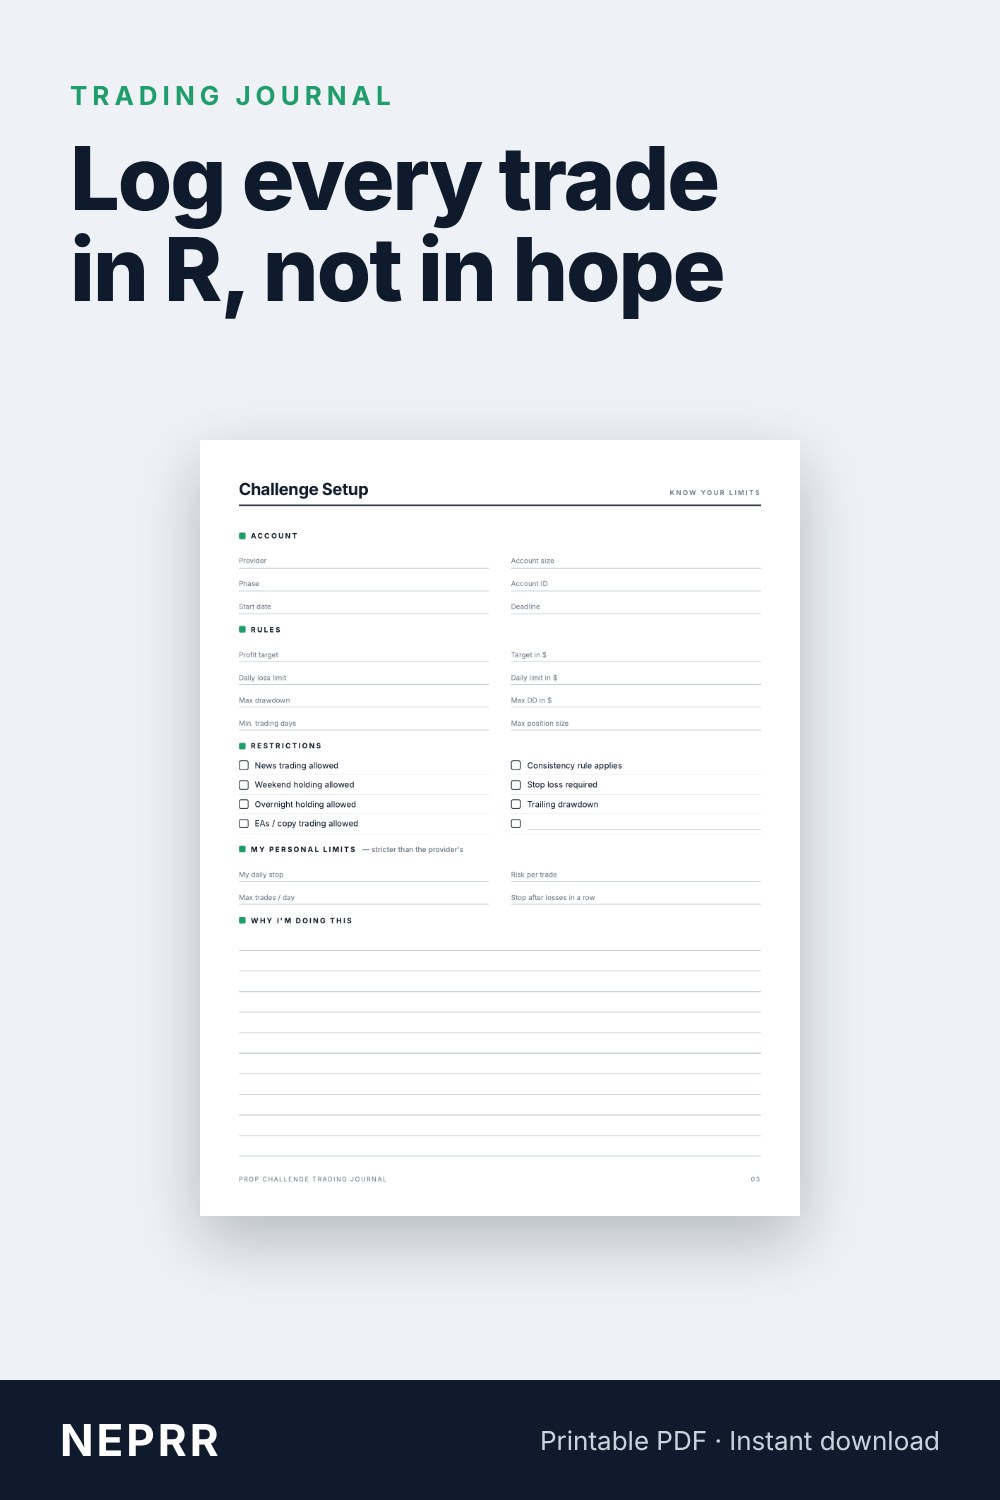 TRADING JOURNAL
Log every trade
in R, not in hope
Challenge Setup
KNOW YOUR LIMITS
ACCOUNT
Provider
Account size
Phase
Account ID
Start date
Deadline
RULES
Profit target
Target in $
Daily loss limit
Daily limit in $
Max drawdown
Max DD in $
Min. trading days
Max position size
RESTRICTIONS
News trading allowed
Consistency rule applies
Weekend holding allowed
Stop loss required
Overnight holding allowed
Trailing drawdown
EAs / copy trading allowed
MY PERSONAL LIMITS — stricter than the provider's
My daily stop
Risk per trade
Max trades / day
Stop after losses in a row
WHY I'M DOING THIS
PROP CHALLENGE TRADING JOURNAL
03
NEPRR
Printable PDF · Instant download